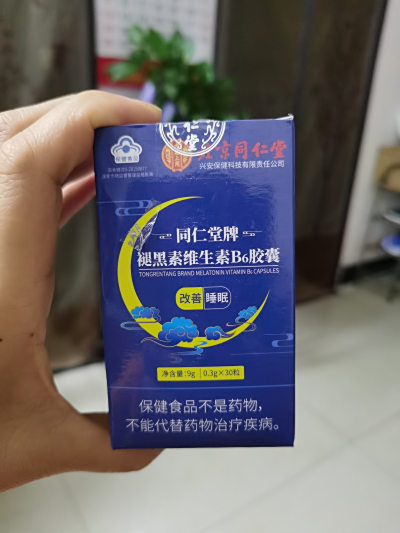 仁
北京同仁堂
兴安保健科技有限责任公司
保健食品
同仁堂牌
褪黑素维生素B₆胶囊
TONGRENTANG BRAND MELATONIN VITAMIN B₆ CAPSULES
改善睡眠
净含量:9g 0.3g×30粒
保健食品不是药物，
不能代替药物治疗疾病。